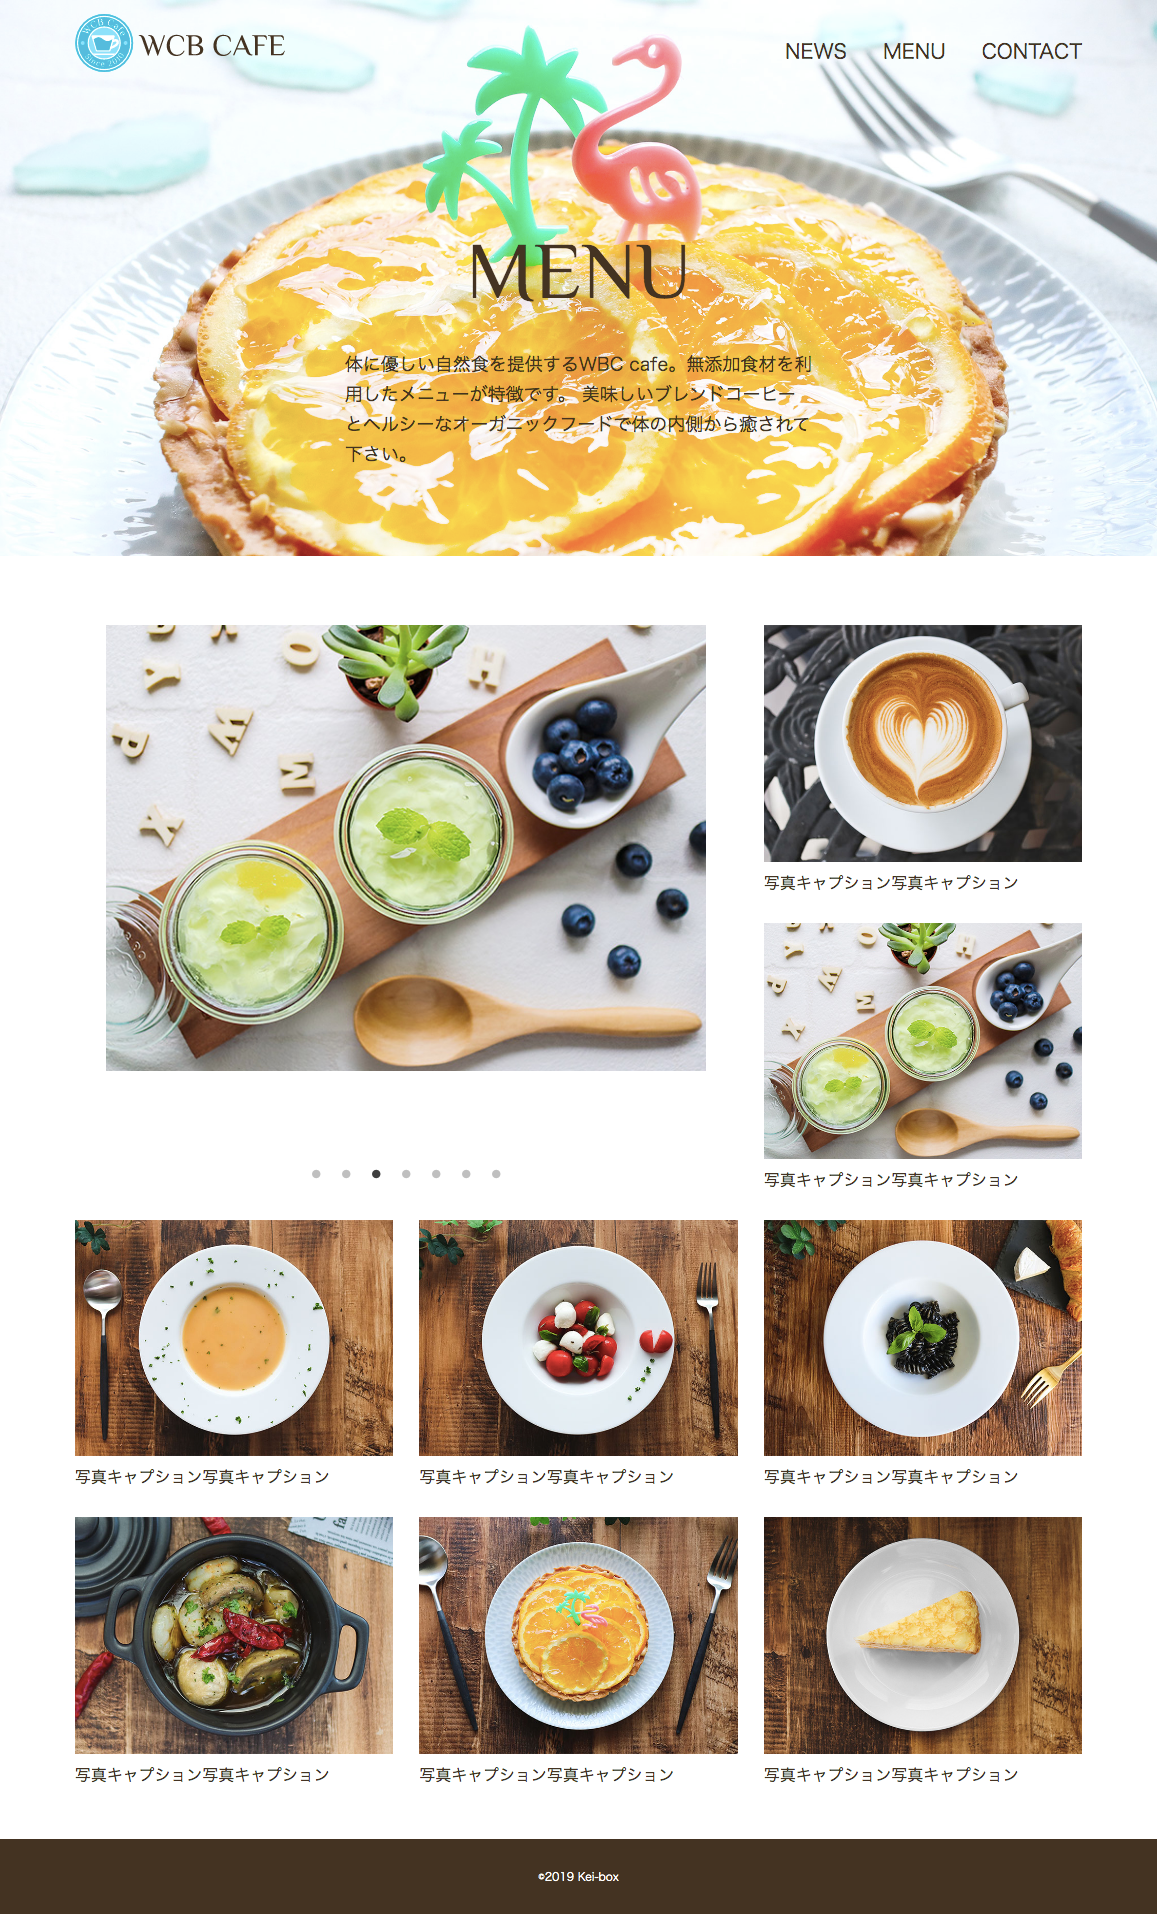 WCB Cafe
Since 2010
WCB CAFE
NEWS
MENU
CONTACT
MENU
体に優しい自然食を提供するWBC cafe。無添加食材を利
用したメニューが特徴です。 美味しいブレンドコーヒー
とヘルシーなオーガニックフードで体の内側から癒されて
下さい。
写真キャプション写真キャプション
写真キャプション写真キャプション
写真キャプション写真キャプション
写真キャプション写真キャプション
写真キャプション写真キャプション
写真キャプション写真キャプション
写真キャプション写真キャプション
写真キャプション写真キャプション
©2019 Kei-box